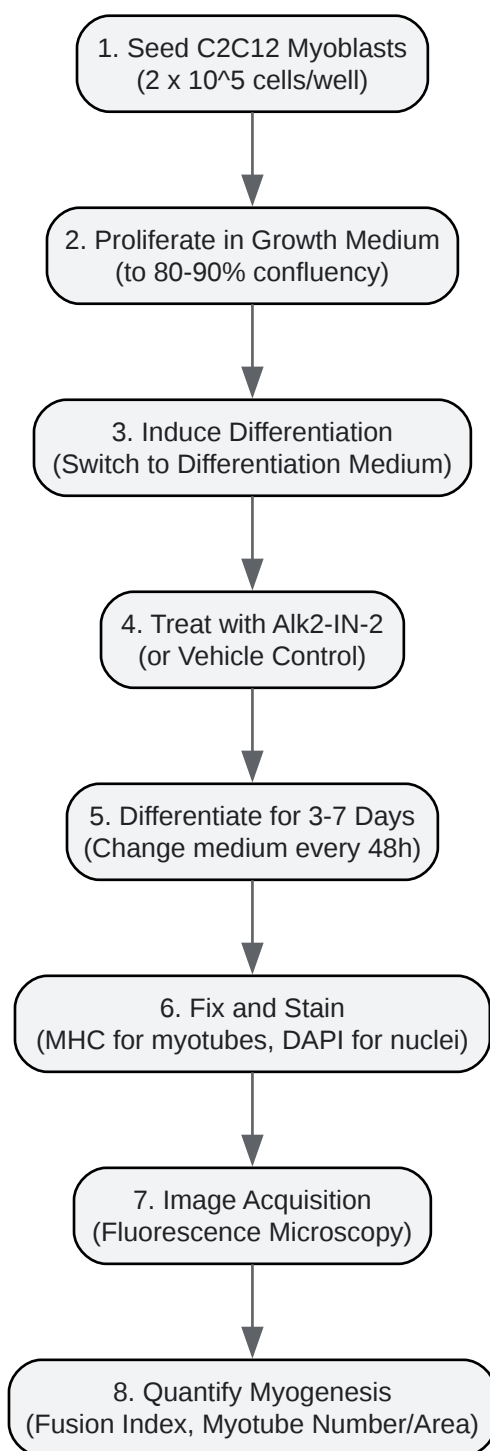 1. Seed C2C12 Myoblasts
(2 x 10^5 cells/well)
2. Proliferate in Growth Medium
(to 80-90% confluency)
3. Induce Differentiation
(Switch to Differentiation Medium)
4. Treat with Alk2-IN-2
(or Vehicle Control)
5. Differentiate for 3-7 Days
(Change medium every 48h)
6. Fix and Stain
(MHC for myotubes, DAPI for nuclei)
7. Image Acquisition
(Fluorescence Microscopy)
8. Quantify Myogenesis
(Fusion Index, Myotube Number/Area)